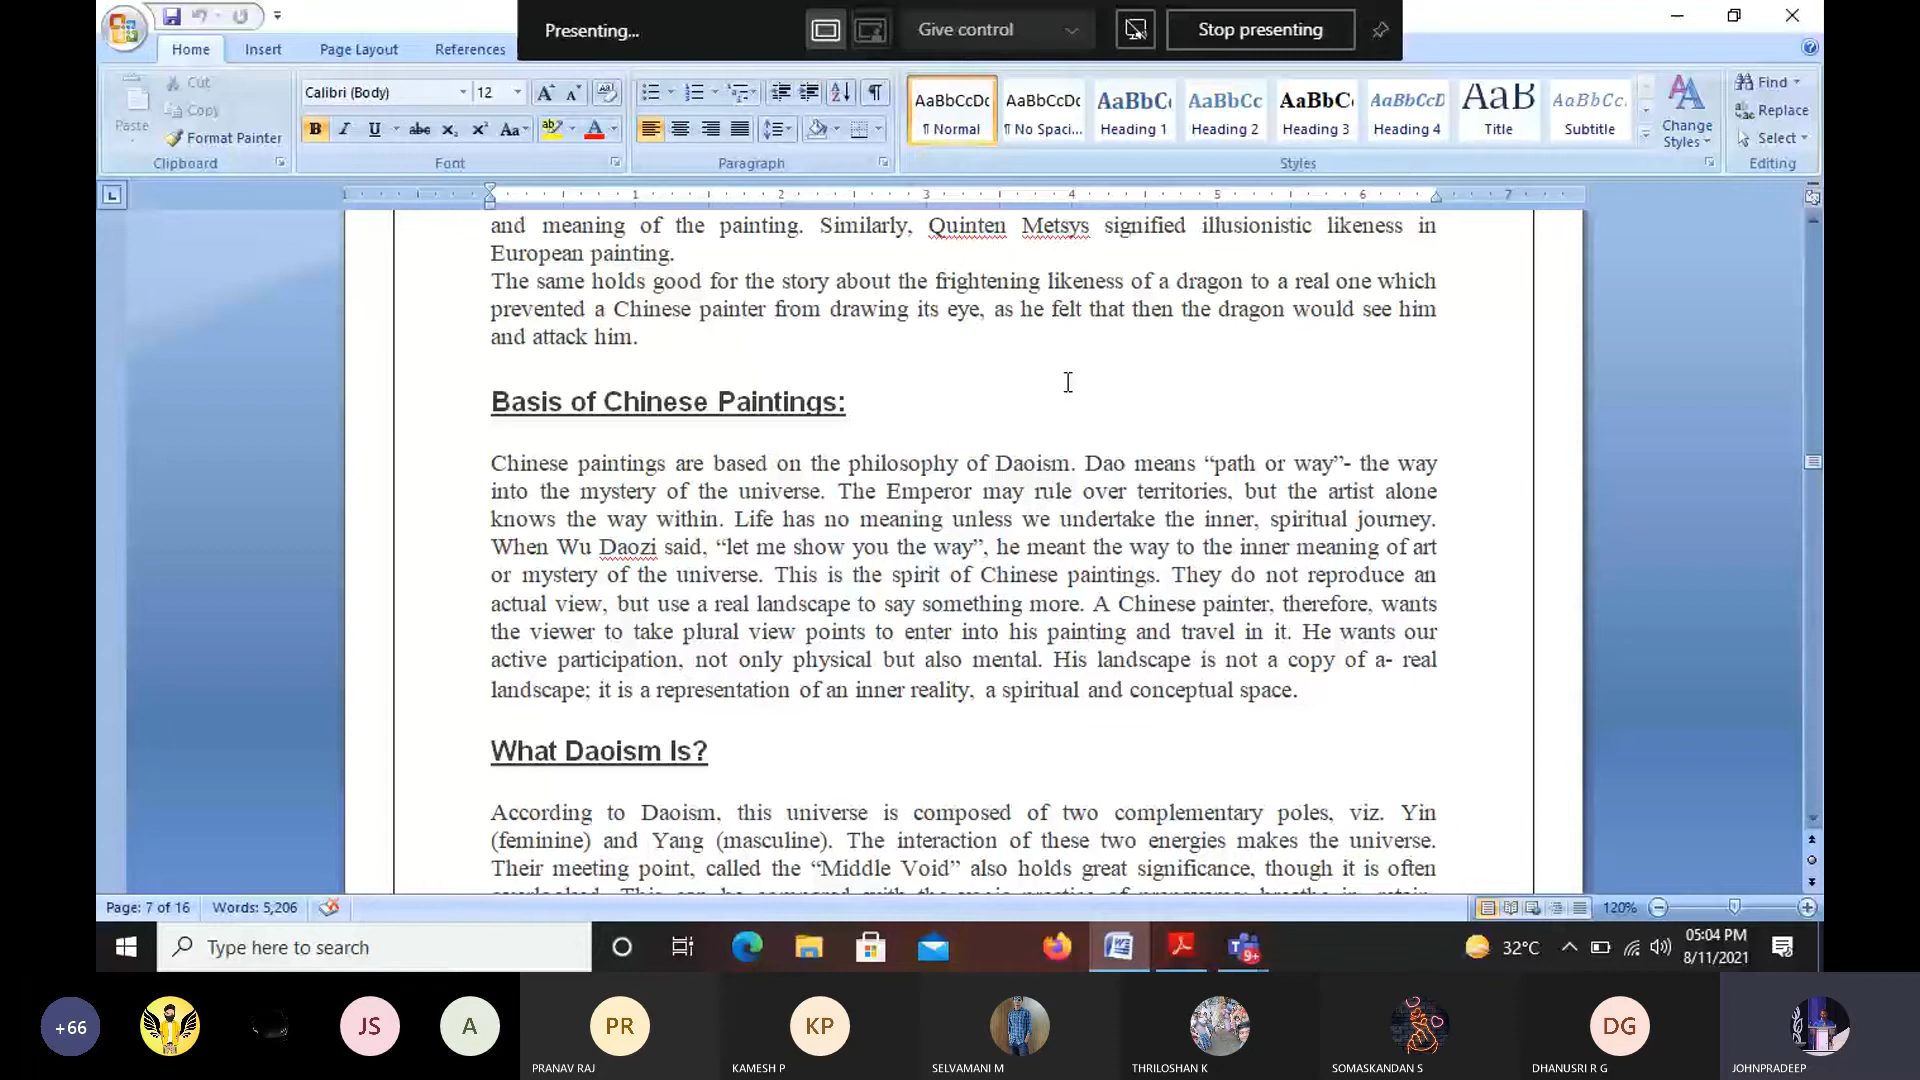 Presenting...
Give control
Stop presenting
Home
Insert
Page Layout
References
Paste
Cut
Copy
Format Painter
Clipboard
Calibri (Body)
12
Font
Paragraph
AaBbCcDc
¶ Normal
AaBbCcDc
¶ No Spaci...
AaBbC
Heading 1
AaBbCc
Heading 2
AaBbC
Heading 3
AaBbCcD
Heading 4
AaB
Title
AaBbCc.
Subtitle
Change
Styles
Styles
Find
Replace
Select
Editing
1 1 2 3 4 5 6 7
and meaning of the painting. Similarly, Quinten Metsys signified illusionistic likeness in
European painting.
The same holds good for the story about the frightening likeness of a dragon to a real one which
prevented a Chinese painter from drawing its eye, as he felt that then the dragon would see him
and attack him.
Basis of Chinese Paintings:
Chinese paintings are based on the philosophy of Daoism. Dao means “path or way”- the way
into the mystery of the universe. The Emperor may rule over territories, but the artist alone
knows the way within. Life has no meaning unless we undertake the inner, spiritual journey.
When Wu Daozi said, “let me show you the way”, he meant the way to the inner meaning of art
or mystery of the universe. This is the spirit of Chinese paintings. They do not reproduce an
actual view, but use a real landscape to say something more. A Chinese painter, therefore, wants
the viewer to take plural view points to enter into his painting and travel in it. He wants our
active participation, not only physical but also mental. His landscape is not a copy of a- real
landscape; it is a representation of an inner reality, a spiritual and conceptual space.
What Daoism Is?
According to Daoism, this universe is composed of two complementary poles, viz. Yin
(feminine) and Yang (masculine). The interaction of these two energies makes the universe.
Their meeting point, called the “Middle Void” also holds great significance, though it is often
Page: 7 of 16
Words: 5,206
120%
Type here to search
9+
32°C
05:04 PM
8/11/2021
+66
JS
A
PR
PRANAV RAJ
KP
KAMESH P
SELVAMANI M
THRILOSHAN K
SOMASKANDAN S
DG
DHANUSRI R G
JOHNPRADEEP